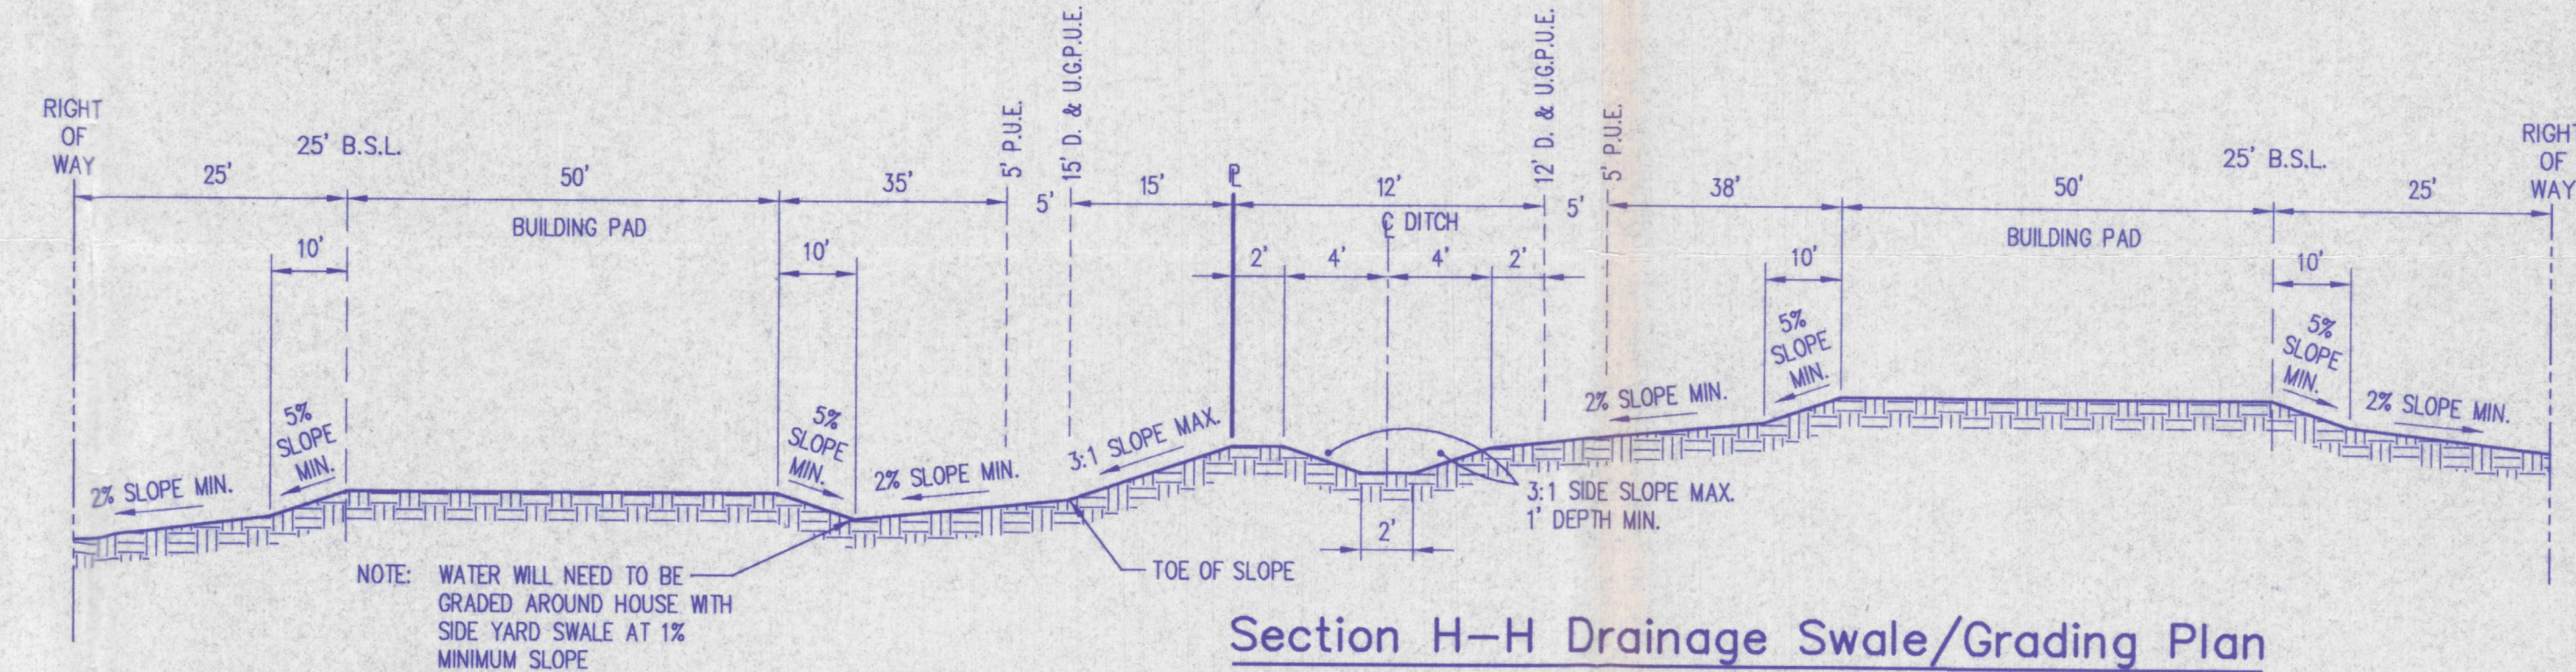 RIGHT
OF
WAY
25'
25' B.S.L.
50'
BUILDING PAD
35'
5' P.U.E.
5'
15' D. & U.G.P.U.E.
15'
℄ DITCH
12'
12' D. & U.G.P.U.E.
5'
5' P.U.E.
38'
50'
BUILDING PAD
25' B.S.L.
25'
RIGHT
OF
WAY
10'
10'
2'
4'
4'
2'
10'
10'
2% SLOPE MIN.
5%
SLOPE
MIN.
5%
SLOPE
MIN.
2% SLOPE MIN.
3:1 SLOPE MAX.
2% SLOPE MIN.
5%
SLOPE
MIN.
5%
SLOPE
MIN.
2% SLOPE MIN.
3:1 SIDE SLOPE MAX.
1' DEPTH MIN.
2'
TOE OF SLOPE
NOTE: WATER WILL NEED TO BE
GRADED AROUND HOUSE WITH
SIDE YARD SWALE AT 1%
MINIMUM SLOPE
Section H-H Drainage Swale/Grading Plan